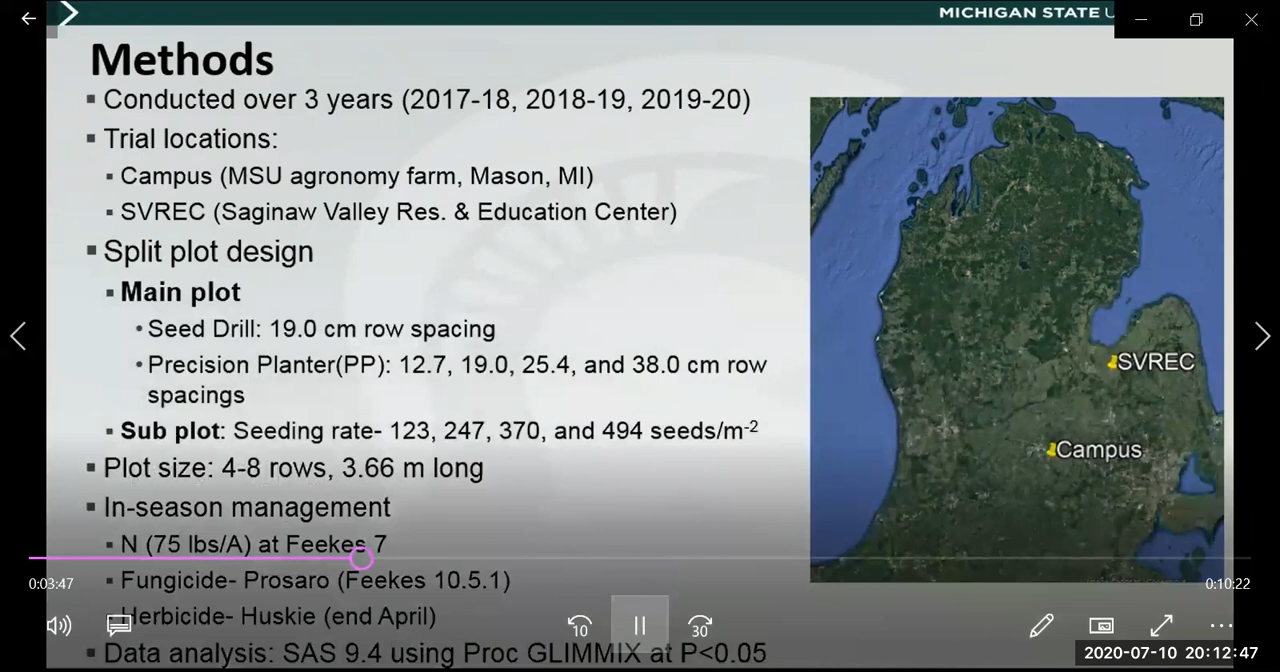 MICHIGAN STATE U
Methods
Conducted over 3 years (2017-18, 2018-19, 2019-20)
Trial locations:
Campus (MSU agronomy farm, Mason, MI)
SVREC (Saginaw Valley Res. & Education Center)
Split plot design
Main plot
Seed Drill: 19.0 cm row spacing
Precision Planter(PP): 12.7, 19.0, 25.4, and 38.0 cm row
spacings
Sub plot: Seeding rate- 123, 247, 370, and 494 seeds/m-2
Plot size: 4-8 rows, 3.66 m long
In-season management
N (75 lbs/A) at Feekes 7
Fungicide- Prosaro (Feekes 10.5.1)
Herbicide- Huskie (end April)
Data analysis: SAS 9.4 using Proc GLIMMIX at P<0.05
SVREC
Campus
0:03:47
0:10:22
10
30
2020-07-10 20:12:47